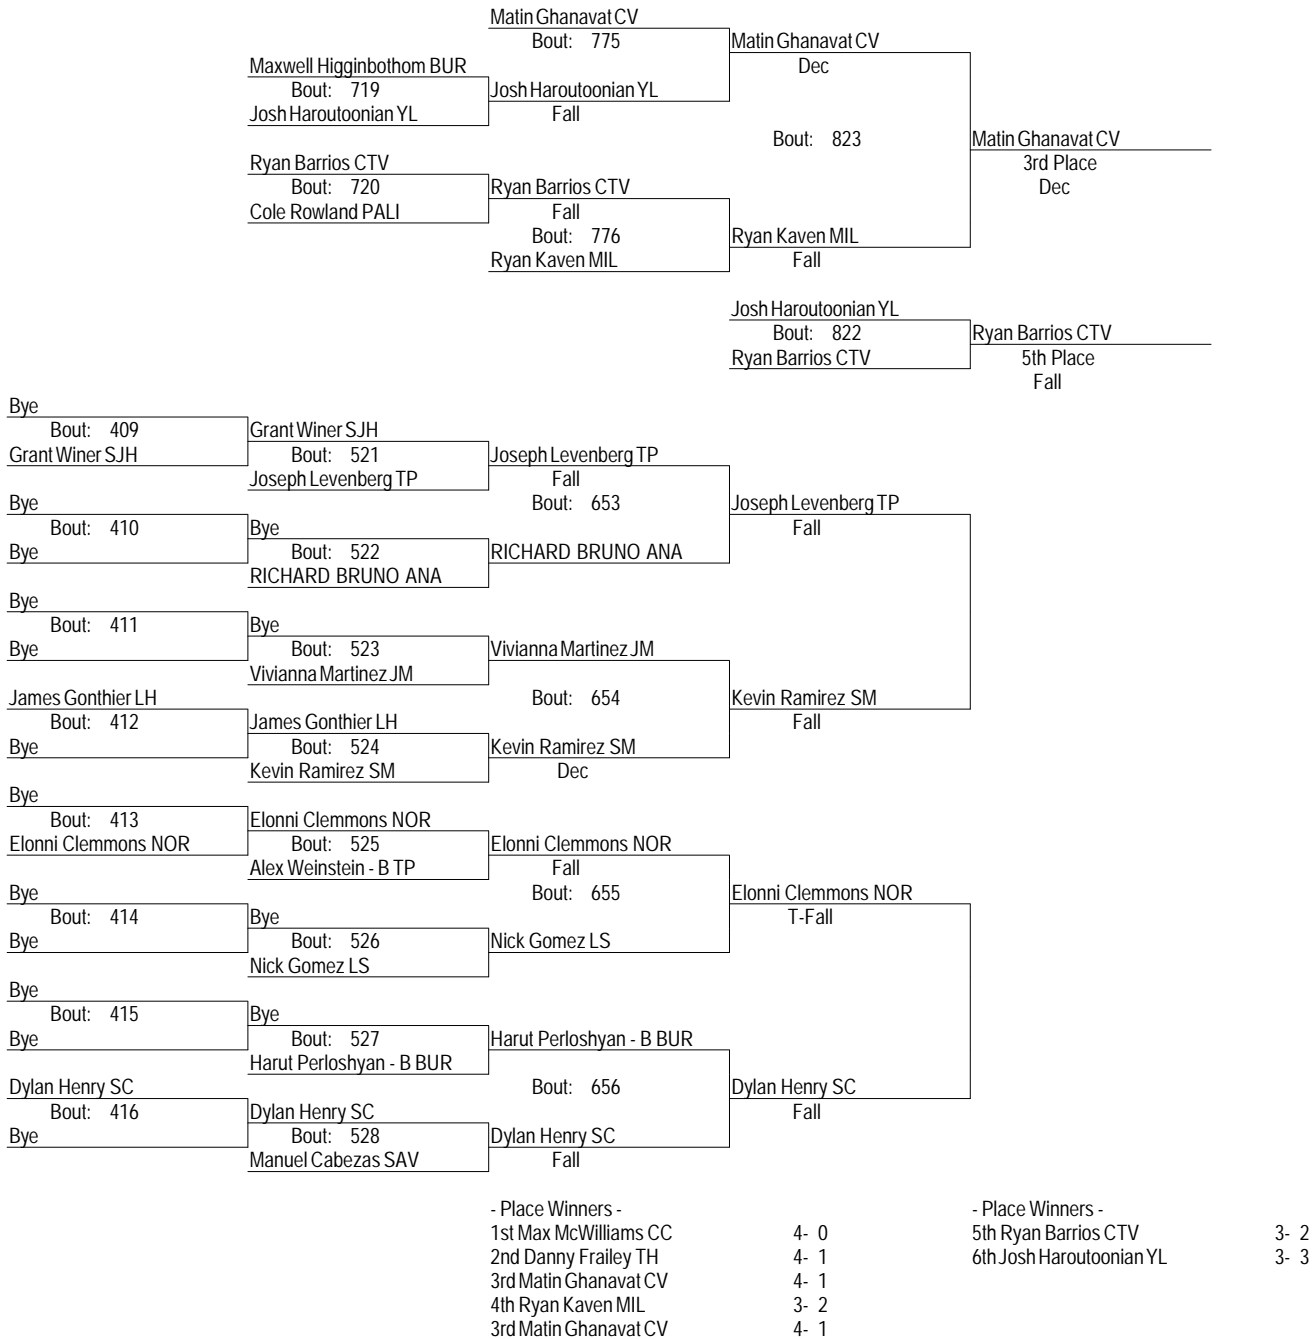 Matin Ghanavat CV
Bout: 775
Matin Ghanavat CV
Maxwell Higginbothom BUR
Dec
Bout: 719
Josh Haroutoonian YL
Josh Haroutoonian YL
Fall
Bout: 823
Matin Ghanavat CV
Ryan Barrios CTV
3rd Place
Bout: 720
Ryan Barrios CTV
Dec
Cole Rowland PALI
Fall
Bout: 776
Ryan Kaven MIL
Ryan Kaven MIL
Fall
Josh Haroutoonian YL
Bout: 822
Ryan Barrios CTV
Ryan Barrios CTV
5th Place
Fall
Bye
Bout: 409
Grant Winer SJH
Grant Winer SJH
Bout: 521
Joseph Levenberg TP
Joseph Levenberg TP
Fall
Bye
Bout: 653
Joseph Levenberg TP
Bout: 410
Bye
Fall
Bye
Bout: 522
RICHARD BRUNO ANA
RICHARD BRUNO ANA
Bye
Bout: 411
Bye
Bye
Bout: 523
Vivianna Martinez JM
Vivianna Martinez JM
James Gonthier LH
Bout: 654
Kevin Ramirez SM
Bout: 412
James Gonthier LH
Fall
Bye
Bout: 524
Kevin Ramirez SM
Kevin Ramirez SM
Dec
Bye
Bout: 413
Elonni Clemmons NOR
Elonni Clemmons NOR
Bout: 525
Elonni Clemmons NOR
Alex Weinstein - B TP
Fall
Bye
Bout: 655
Elonni Clemmons NOR
Bout: 414
Bye
T-Fall
Bye
Bout: 526
Nick Gomez LS
Nick Gomez LS
Bye
Bout: 415
Bye
Bye
Bout: 527
Harut Perloshyan - B BUR
Harut Perloshyan - B BUR
Dylan Henry SC
Bout: 656
Dylan Henry SC
Bout: 416
Dylan Henry SC
Fall
Bye
Bout: 528
Dylan Henry SC
Manuel Cabezas SAV
Fall
- Place Winners -
- Place Winners -
1st Max McWilliams CC 4- 0
5th Ryan Barrios CTV 3- 2
2nd Danny Frailey TH 4- 1
6th Josh Haroutoonian YL 3- 3
3rd Matin Ghanavat CV 4- 1
4th Ryan Kaven MIL 3- 2
3rd Matin Ghanavat CV 4- 1